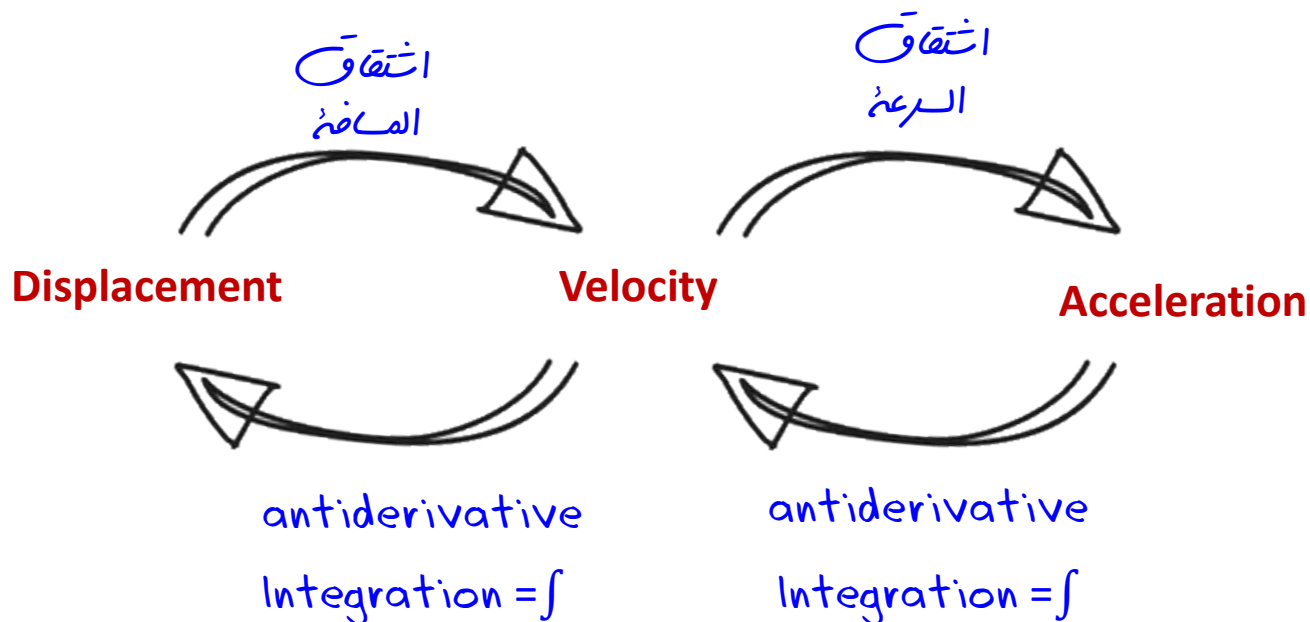 اشتقاق
المسافة
اشتقاق
السرعة
Displacement
Velocity
Acceleration
antiderivative
Integration = ∫
antiderivative
Integration = ∫